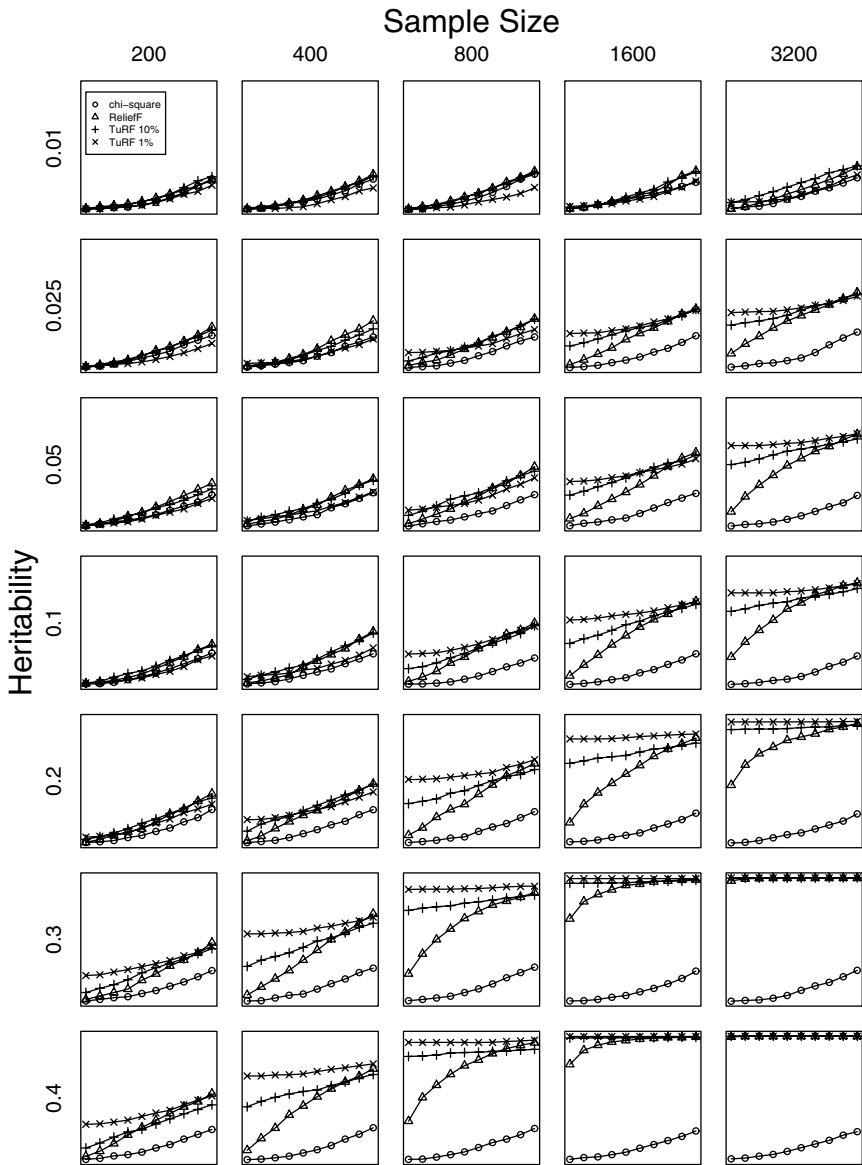 Sample Size
200 400 800 1600 3200
chi-square
ReliefF
TuRF 10%
TuRF 1%
Heritability
0.01
0.025
0.05
0.1
0.2
0.3
0.4